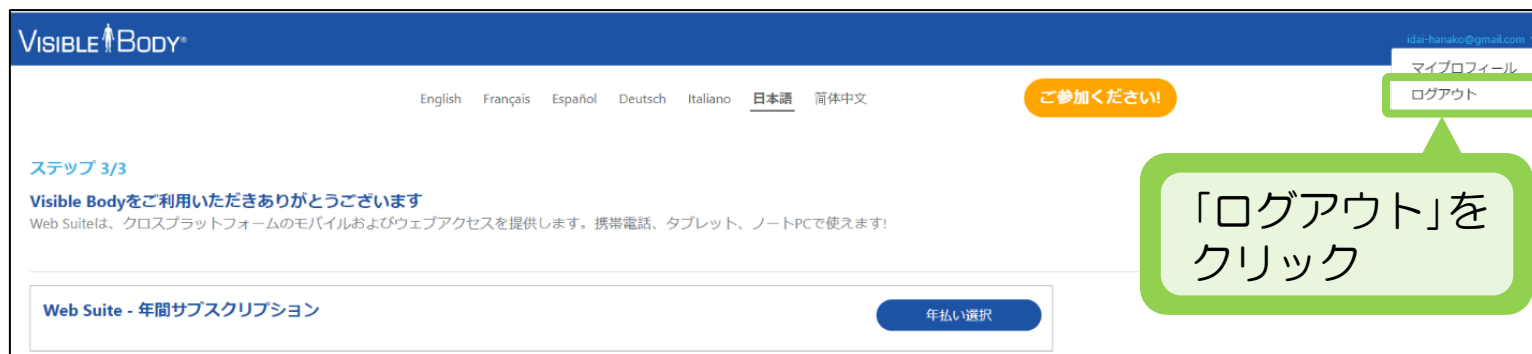 VISIBLE BODY®
idai-hanako@gmail.com
マイプロフィール
ログアウト
English Français Español Deutsch Italiano 日本語 简体中文
ご参加ください!
ステップ 3/3
Visible Bodyをご利用いただきありがとうございます
Web Suiteは、クロスプラットフォームのモバイルおよびウェブアクセスを提供します。携帯電話、タブレット、ノートPCで使えます!
「ログアウト」を
クリック
Web Suite - 年間サブスクリプション
年払い選択